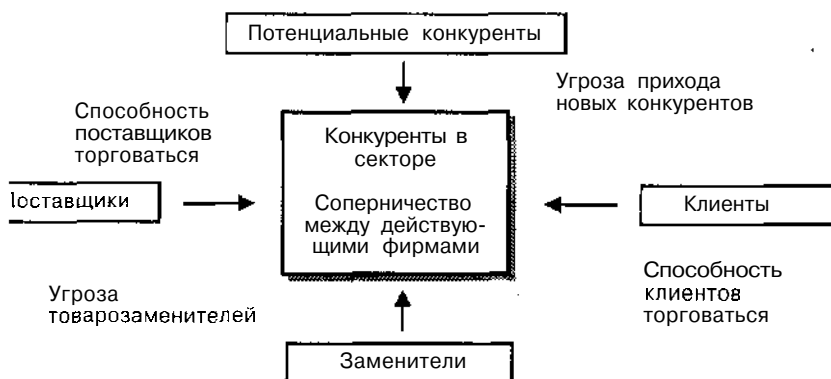 Потенциальные конкуренты
Угроза прихода
новых конкурентов
Способность
поставщиков
торговаться
Конкуренты в
секторе
Соперничество
между действую-
щими фирмами
Поставщики
Клиенты
Угроза
товарозаменителей
Способность
клиентов
торговаться
Заменители